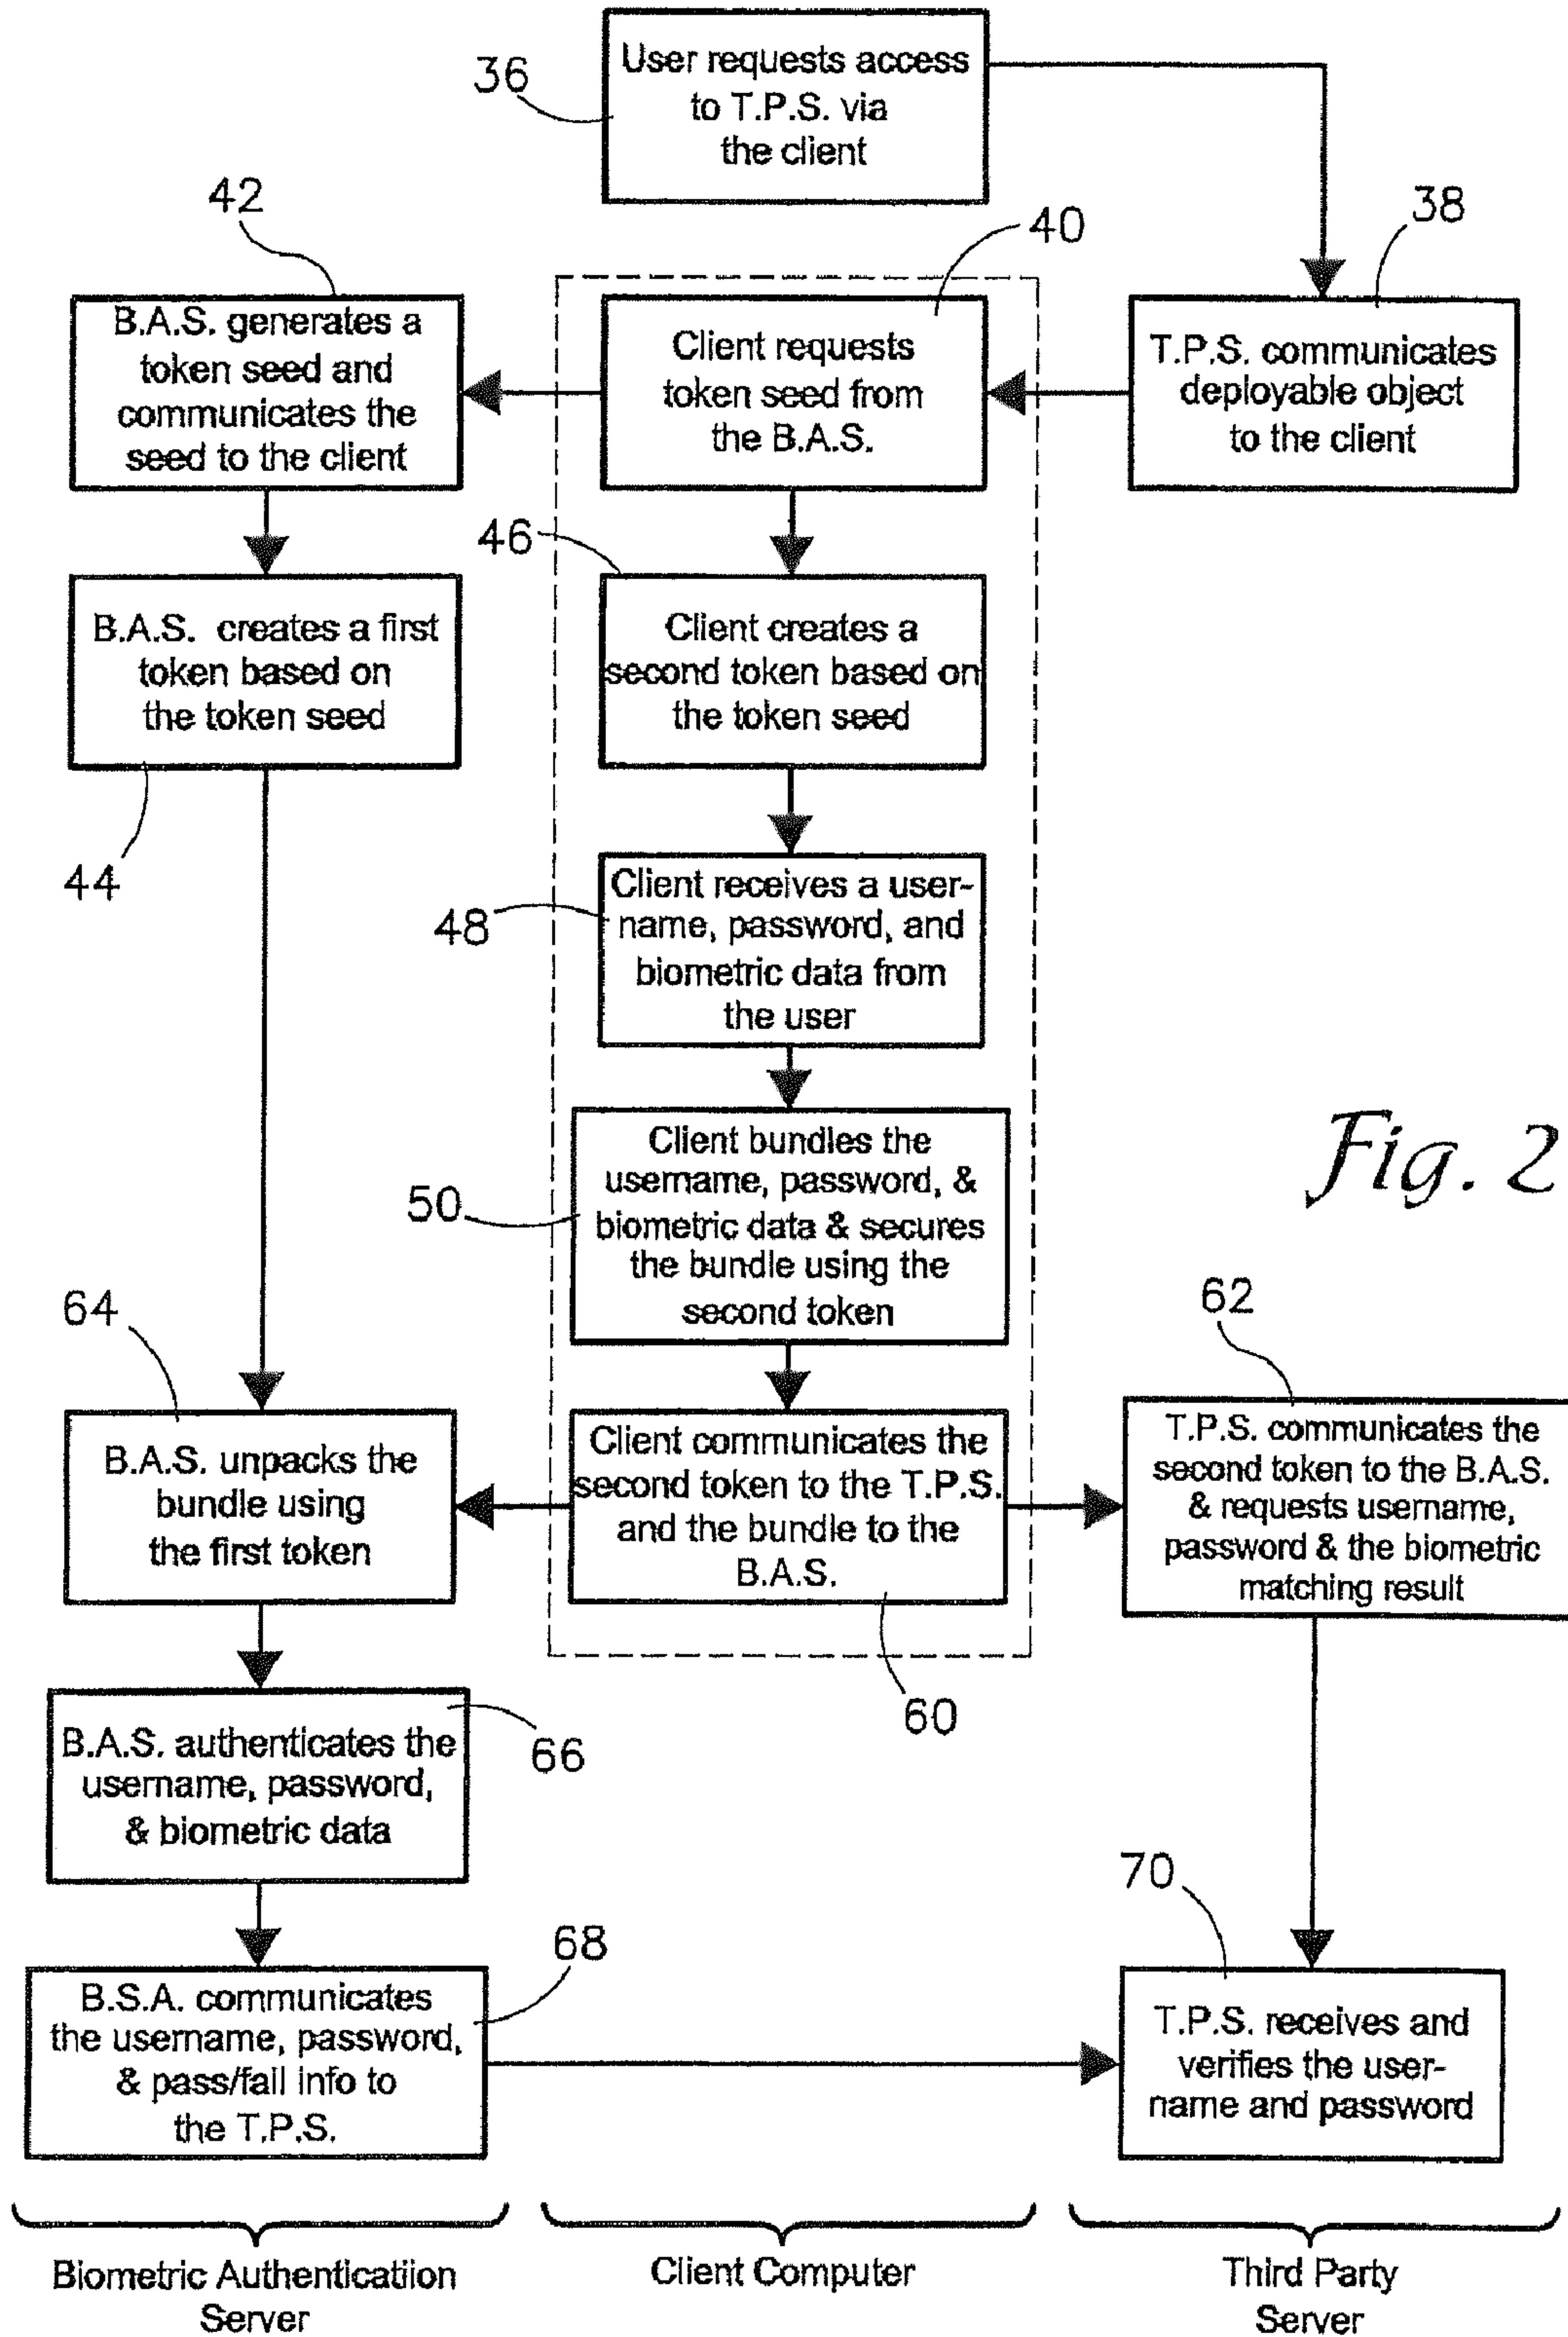 36
User requests access
to T.P.S. via
the client
42
40
38
B.A.S. generates a
token seed and
communicates the
seed to the client
Client requests
token seed from
the B.A.S.
T.P.S. communicates
deployable object
to the client
46
B.A.S. creates a first
token based on
the token seed
Client creates a
second token based on
the token seed
44
48
Client receives a user-
name, password, and
biometric data from
the user
50
Client bundles the
username, password, &
biometric data & secures
the bundle using the
second token
Fig. 2
64
62
B.A.S. unpacks the
bundle using
the first token
Client communicates the
second token to the T.P.S.
and the bundle to the
B.A.S.
T.P.S. communicates the
second token to the B.A.S.
& requests username,
password & the biometric
matching result
60
66
B.A.S. authenticates the
username, password,
& biometric data
68
70
B.S.A. communicates
the username, password,
& pass/fail info to
the T.P.S.
T.P.S. receives and
verifies the user-
name and password
Biometric Authenticatiion
Server
Client Computer
Third Party
Server